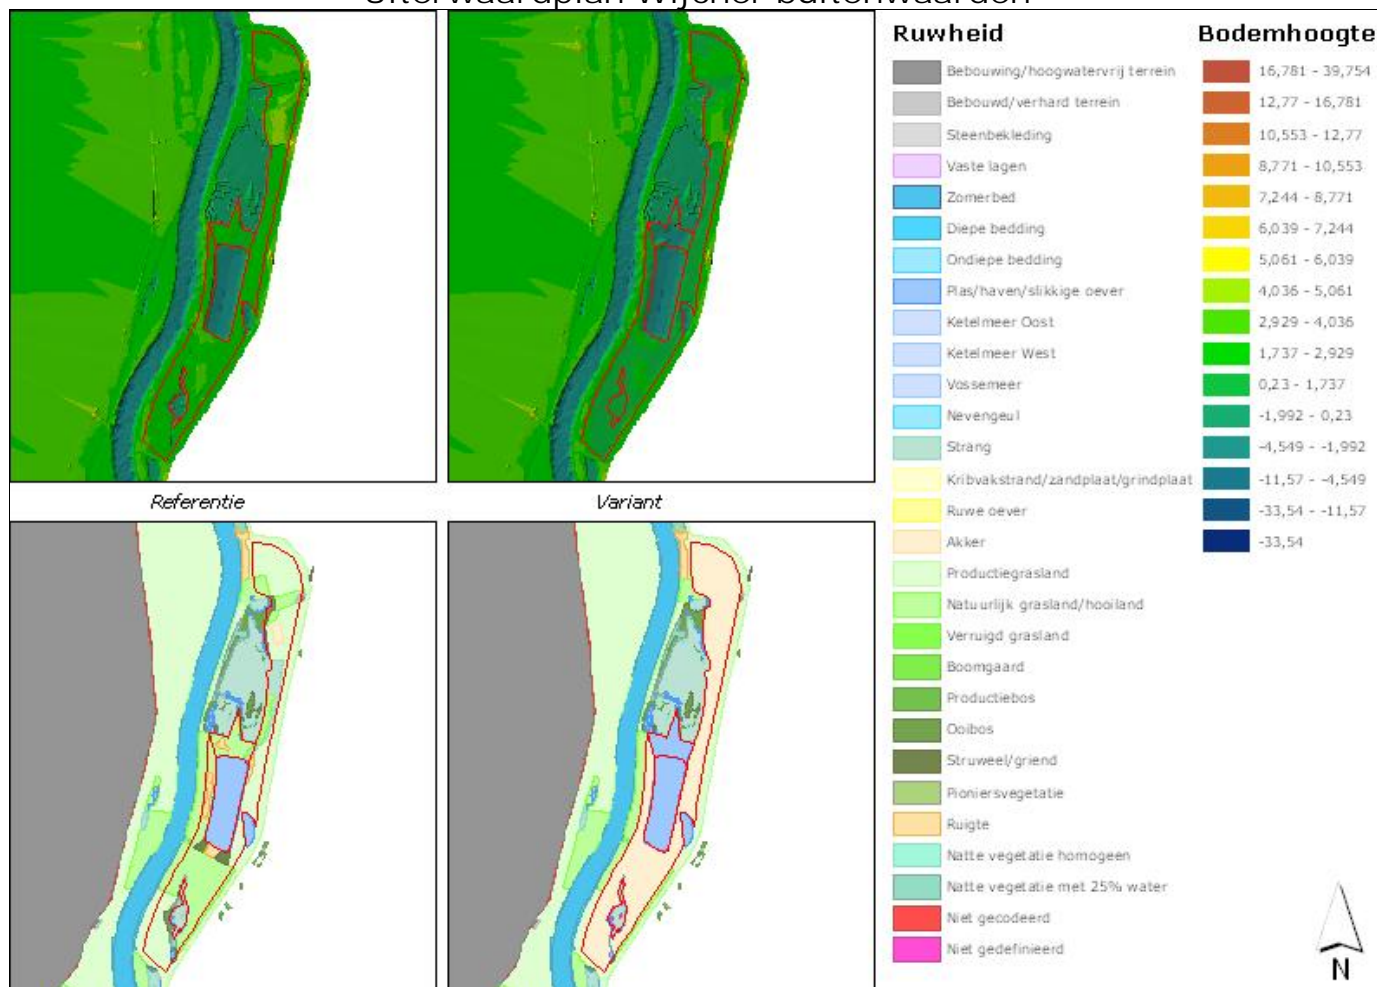 Uiterwaardplan Wijcher buitenwaarden
Ruwheid
Bebouwing/hoogwatervrij terrein
Bebouwd/verhard terrein
Steenbekleding
Vaste lagen
Zomerbed
Diepe bedding
Ondiepe bedding
Plas/haven/slikkige oever
Ketelmeer Oost
Ketelmeer West
Vossemeer
Nevengeul
Strang
Kribvakstrand/zandplaat/grindplaat
Ruwe oever
Akker
Productiegrasland
Natuurlijk grasland/hooiland
Verruigd grasland
Boomgaard
Productiebos
Ooibos
Struweel/griend
Pioniersvegetatie
Ruigte
Natte vegetatie homogeen
Natte vegetatie met 25% water
Niet gecodeerd
Niet gedefinieerd
Bodemhoogte
16,781 - 39,754
12,77 - 16,781
10,553 - 12,77
8,771 - 10,553
7,244 - 8,771
6,039 - 7,244
5,061 - 6,039
4,036 - 5,061
2,929 - 4,036
1,737 - 2,929
0,23 - 1,737
-1,992 - 0,23
-4,549 - -1,992
-11,57 - -4,549
-33,54 - -11,57
-33,54
Referentie
Variant
N